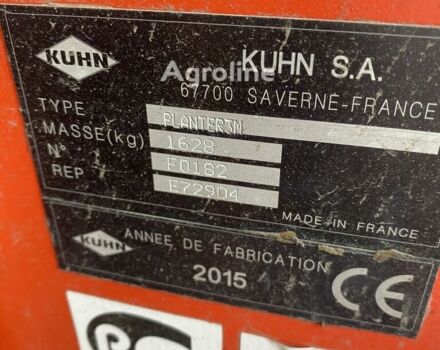 KUHN
KUHN S.A.
Agroline
67700 SAVERNE-FRANCE
TYPE PLANTER3N
MASSE(kg) 1628
N° F0182
REP E72904
MADE IN FRANCE
KUHN
ANNEE DE FABRICATION
2015
CE